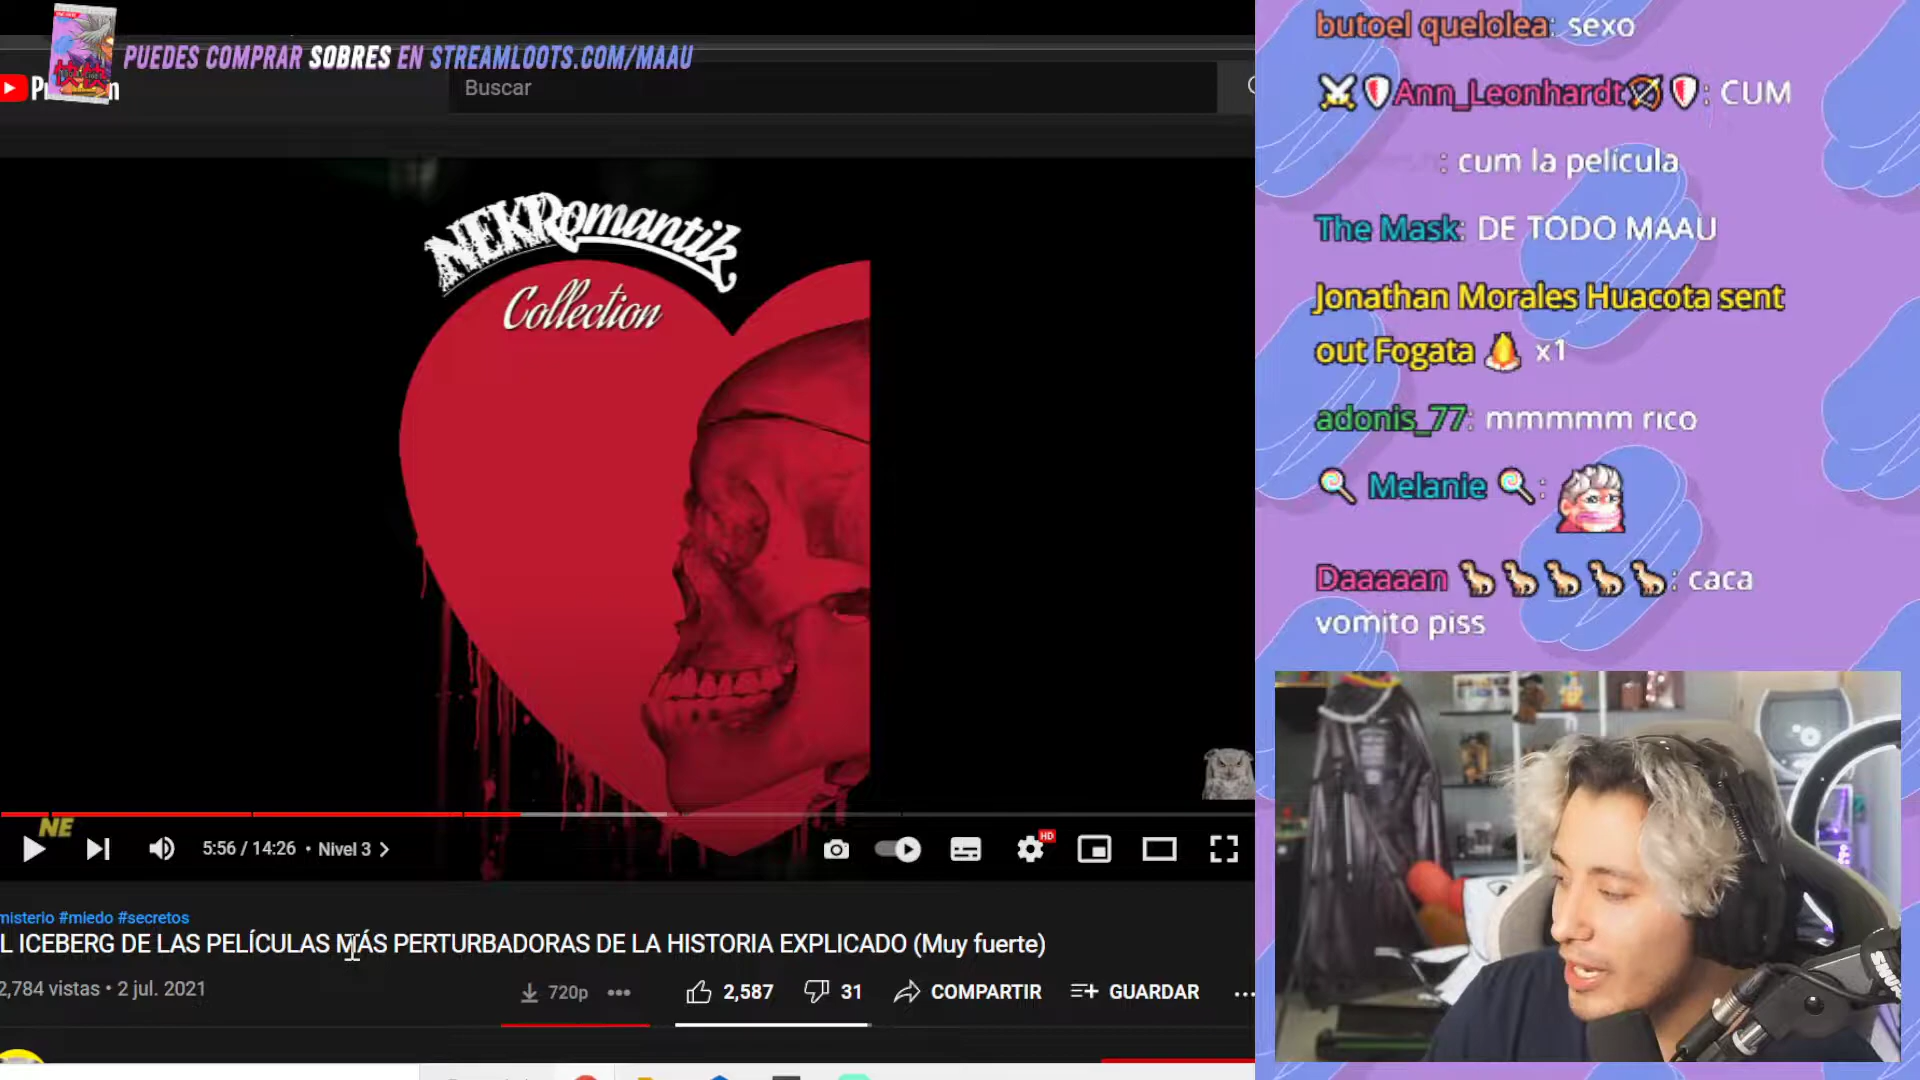 PUEDES COMPRAR SOBRES EN STREAMLOOTS.COM/MAAU
Buscar
NEKRomantik
Collection
NE
5:56 / 14:26 • Nivel 3
HD
misterio #miedo #secretos
L ICEBERG DE LAS PELÍCULAS MÁS PERTURBADORAS DE LA HISTORIA EXPLICADO (Muy fuerte)
2,784 vistas • 2 jul. 2021
720p
2,587
31
COMPARTIR
GUARDAR
butoel quelolea: sexo
Ann_Leonhardt: CUM
: cum la película
The Mask: DE TODO MAAU
Jonathan Morales Huacota sent
out Fogata x1
adonis_77: mmmmm rico
Melanie :
Daaaaan : caca
vomito piss
SHURE